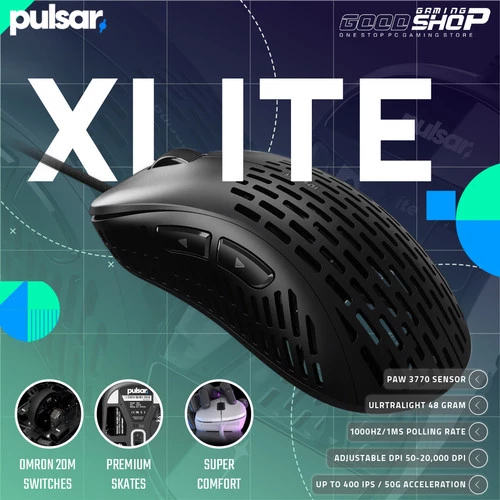 pulsar
GAMING
GOOD SHOP
ONE STOP PC GAMING STORE
XLITE
PAW 3770 SENSOR
ULRTRALIGHT 48 GRAM
1000HZ/1MS POLLING RATE
ADJUSTABLE DPI 50-20,000 DPI
UP TO 400 IPS / 50G ACCELERATION
pulsar
OMRON 20M
SWITCHES
PREMIUM
SKATES
SUPER
COMFORT